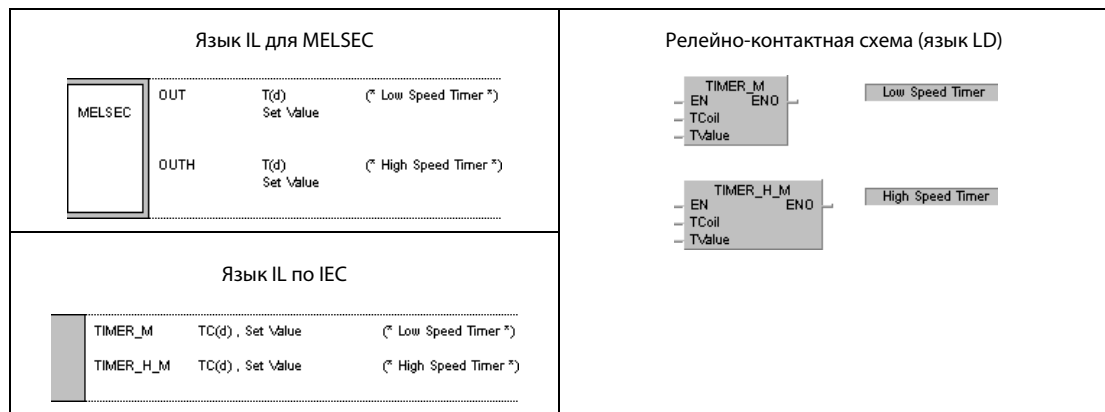 Язык IL для MELSEC
MELSEC
OUT T(d) (* Low Speed Timer *)
Set Value
OUTH T(d) (* High Speed Timer *)
Set Value
Язык IL по IEC
TIMER_M TC(d) , Set Value (* Low Speed Timer *)
TIMER_H_M TC(d) , Set Value (* High Speed Timer *)
Релейно-контактная схема (язык LD)
TIMER_M
EN ENO
TCoil
TValue
Low Speed Timer
TIMER_H_M
EN ENO
TCoil
TValue
High Speed Timer